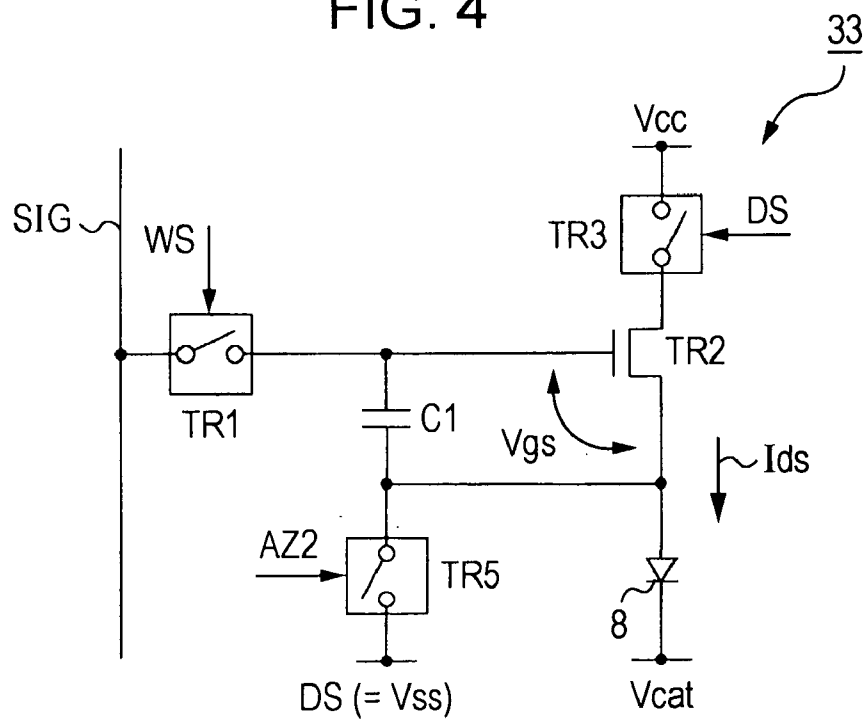 FIG. 4
33
Vcc
SIG
WS
TR3
DS
TR2
TR1
C1
Vgs
Ids
AZ2
TR5
8
DS (= Vss)
Vcat